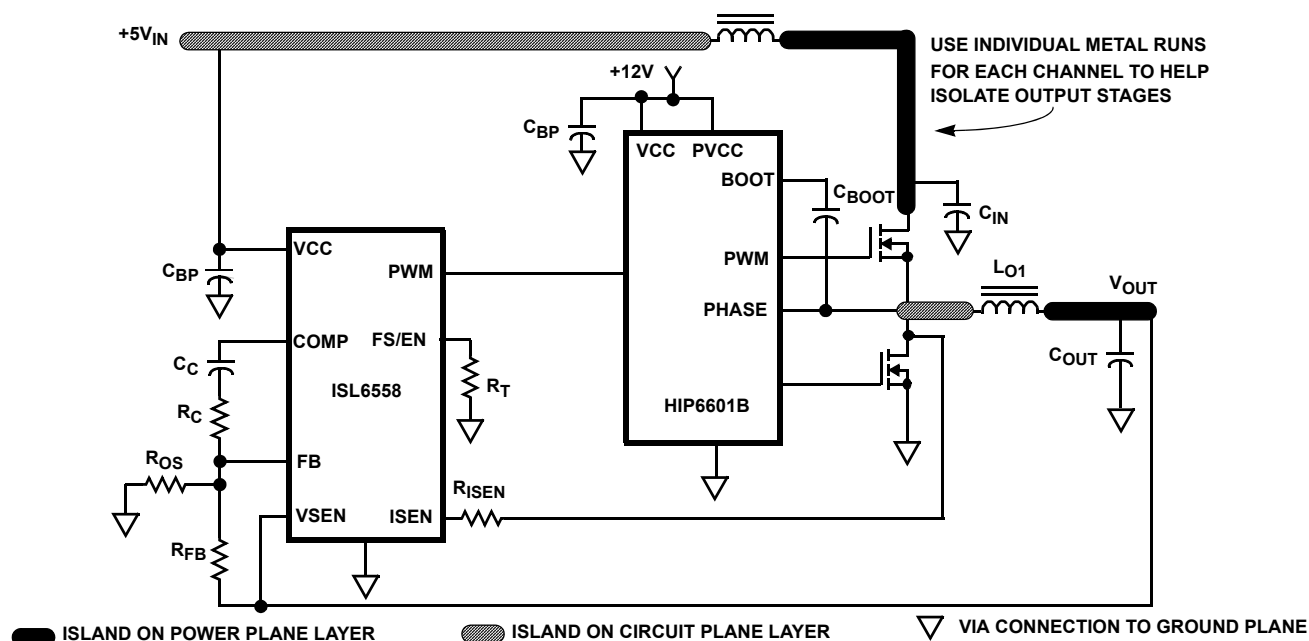 +5VIN
USE INDIVIDUAL METAL RUNS
FOR EACH CHANNEL TO HELP
ISOLATE OUTPUT STAGES
+12V
CBP
VCC PVCC
BOOT
CBOOT
CIN
PWM
PHASE
HIP6601B
LO1
VOUT
COUT
VCC
CBP
PWM
COMP
FS/EN
CC
RT
ISL6558
RC
FB
ROS
VSEN
ISEN
RISEN
RFB
ISLAND ON POWER PLANE LAYER
ISLAND ON CIRCUIT PLANE LAYER
VIA CONNECTION TO GROUND PLANE